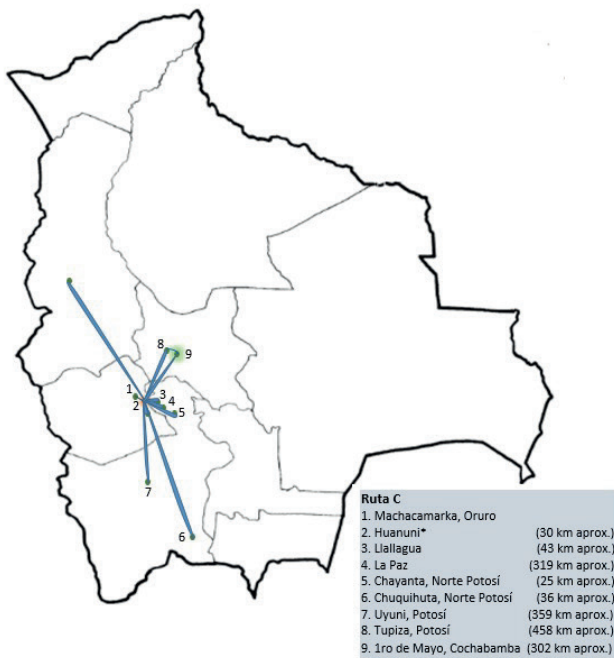 8
9
1
2
3
4
5
7
6
Ruta C
1. Machacamarka, Oruro
2. Huanuni* (30 km aprox.)
3. Llallagua (43 km aprox.)
4. La Paz (319 km aprox.)
5. Chayanta, Norte Potosí (25 km aprox.)
6. Chuquihuta, Norte Potosí (36 km aprox.)
7. Uyuni, Potosí (359 km aprox.)
8. Tupiza, Potosí (458 km aprox.)
9. 1ro de Mayo, Cochabamba (302 km aprox.)